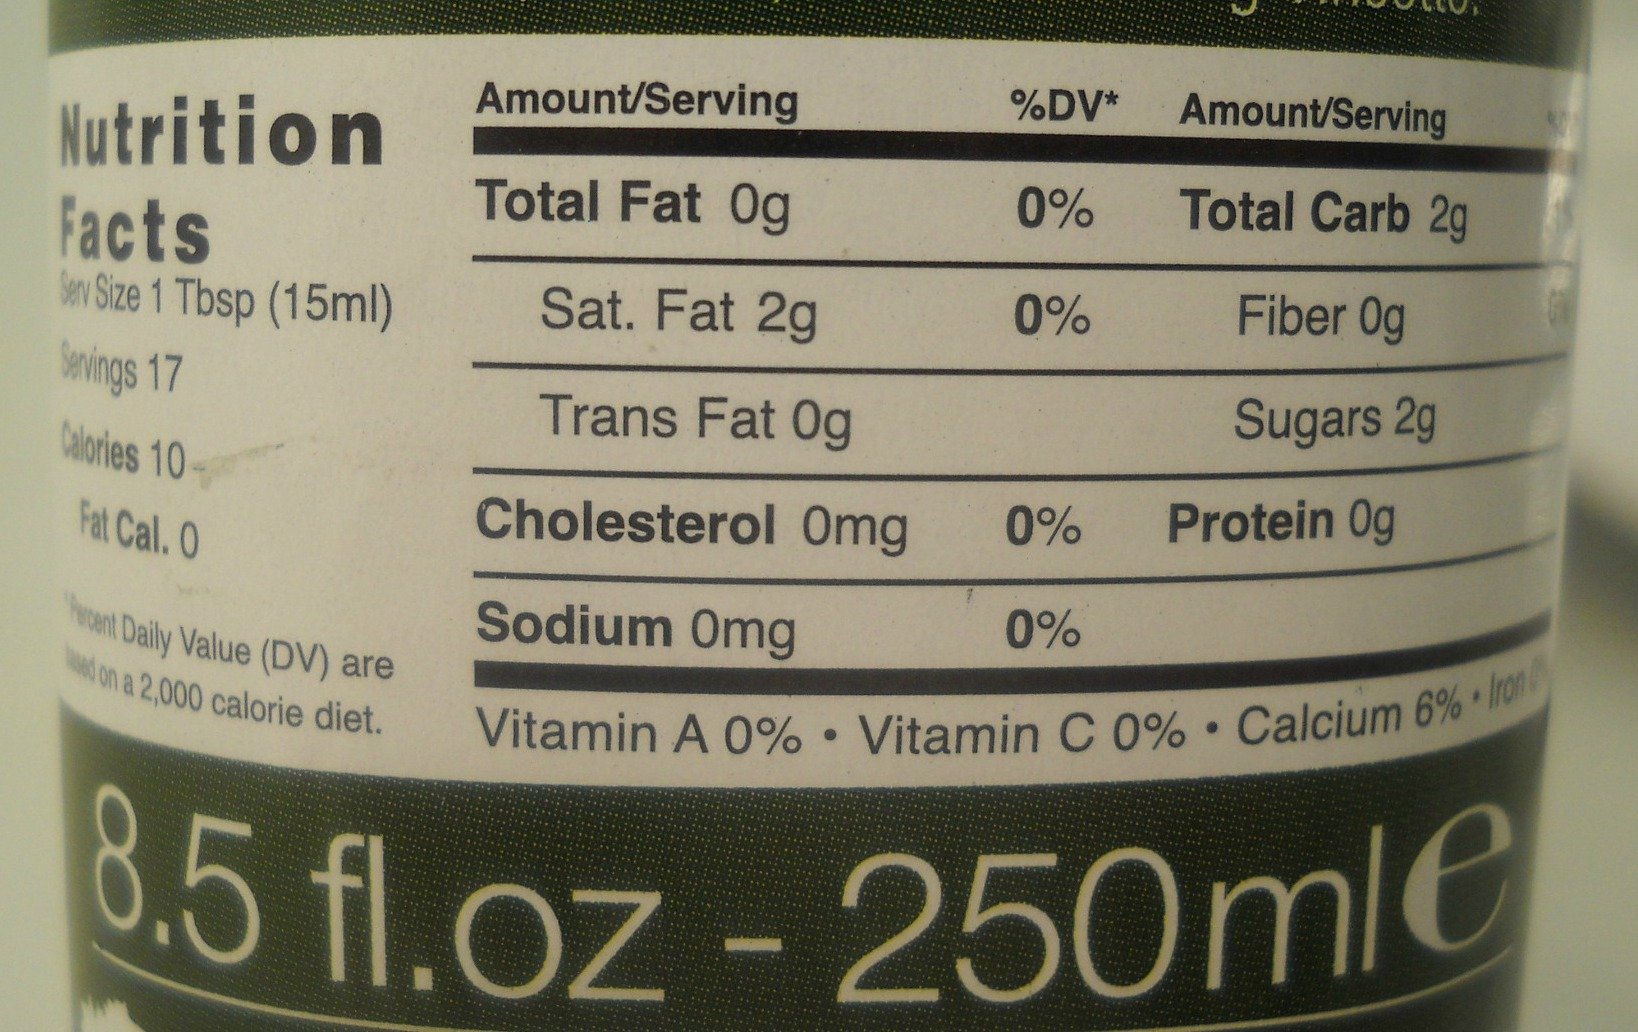 Nutrition
Facts
Serv Size 1 Tbsp (15ml)
Servings 17
Calories 10
Fat Cal. 0
*Percent Daily Value (DV) are
based on a 2,000 calorie diet.
Amount/Serving %DV* Amount/Serving
Total Fat 0g 0% Total Carb 2g
Sat. Fat 2g 0% Fiber 0g
Trans Fat 0g Sugars 2g
Cholesterol 0mg 0% Protein 0g
Sodium 0mg 0%
Vitamin A 0% • Vitamin C 0% • Calcium 6% • Iron
8.5 fl.oz - 250ml e